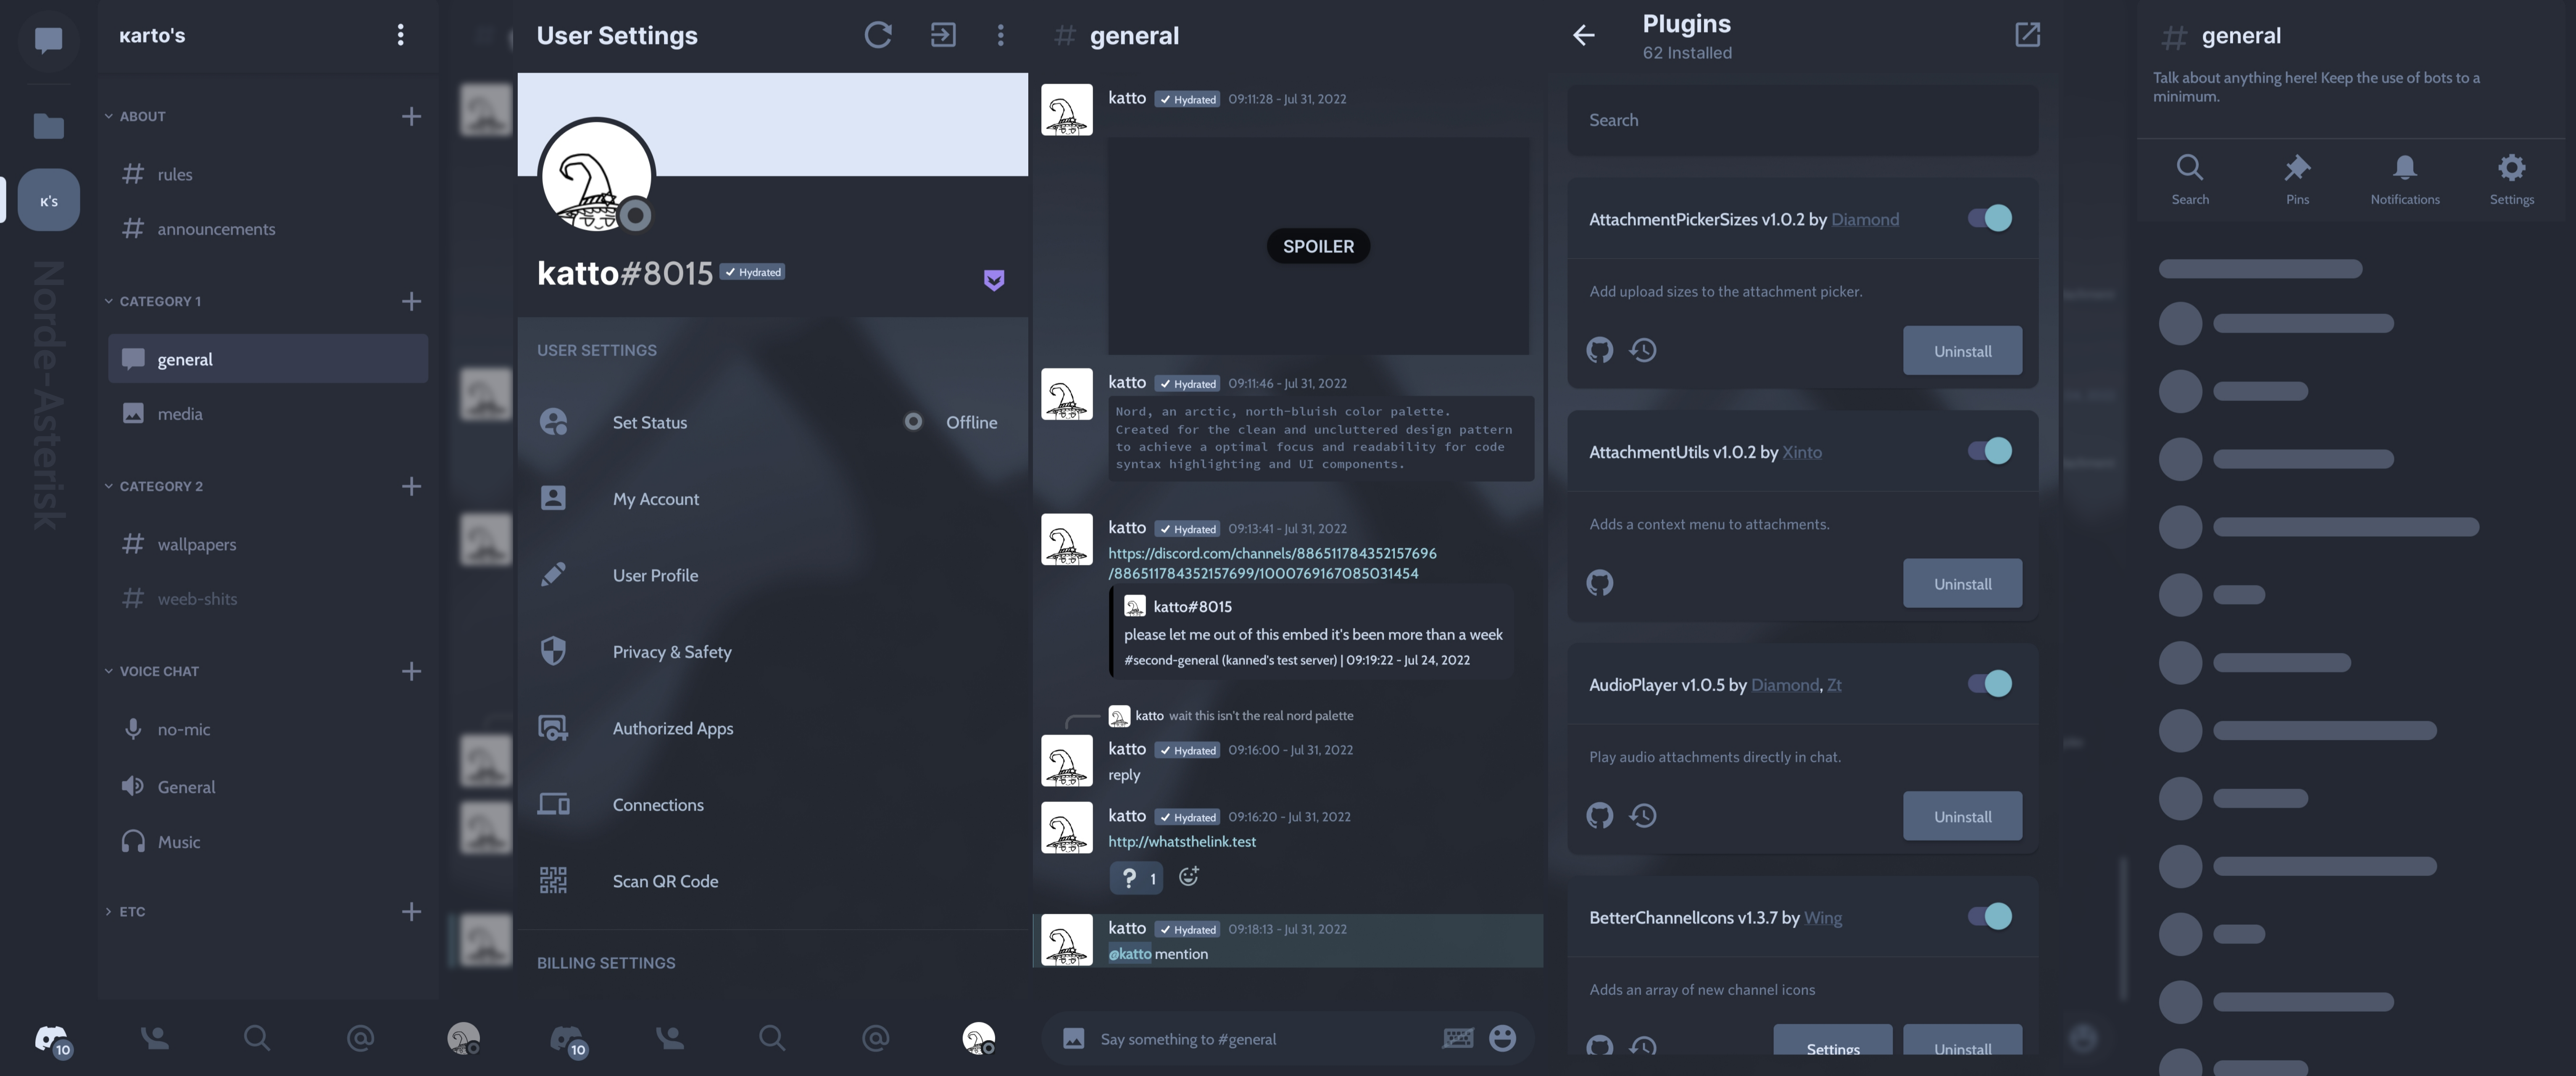 ĸarto's
ABOUT
rules
announcements
CATEGORY 1
general
media
CATEGORY 2
wallpapers
weeb-shits
VOICE CHAT
no-mic
General
Music
ETC
ĸ's
Norde-Asterisk
10
User Settings
katto#8015 Hydrated
USER SETTINGS
Set Status Offline
My Account
User Profile
Privacy & Safety
Authorized Apps
Connections
Scan QR Code
BILLING SETTINGS
10
general
katto Hydrated 09:11:28 - Jul 31, 2022
SPOILER
katto Hydrated 09:11:46 - Jul 31, 2022
Nord, an arctic, north-bluish color palette.
Created for the clean and uncluttered design pattern
to achieve a optimal focus and readability for code
syntax highlighting and UI components.
katto Hydrated 09:13:41 - Jul 31, 2022
https://discord.com/channels/886511784352157696
/886511784352157699/1000769167085031454
katto#8015
please let me out of this embed it's been more than a week
#second-general (kanned's test server) | 09:19:22 - Jul 24, 2022
katto wait this isn't the real nord palette
katto Hydrated 09:16:00 - Jul 31, 2022
reply
katto Hydrated 09:16:20 - Jul 31, 2022
http://whatsthelink.test
? 1
katto Hydrated 09:18:13 - Jul 31, 2022
@katto mention
Say something to #general
Plugins
62 Installed
Search
AttachmentPickerSizes v1.0.2 by Diamond
Add upload sizes to the attachment picker.
Uninstall
AttachmentUtils v1.0.2 by Xinto
Adds a context menu to attachments.
Uninstall
AudioPlayer v1.0.5 by Diamond, Zt
Play audio attachments directly in chat.
Uninstall
BetterChannelIcons v1.3.7 by Wing
Adds an array of new channel icons
Settings Uninstall
general
Talk about anything here! Keep the use of bots to a
minimum.
Search Pins Notifications Settings